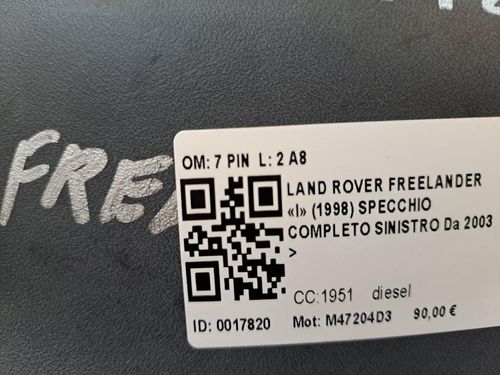 FREE
OM: 7 PIN L: 2 A8
LAND ROVER FREELANDER
«I» (1998) SPECCHIO
COMPLETO SINISTRO Da 2003
>
CC:1951 diesel
ID: 0017820 Mot: M47204D3 90,00 €